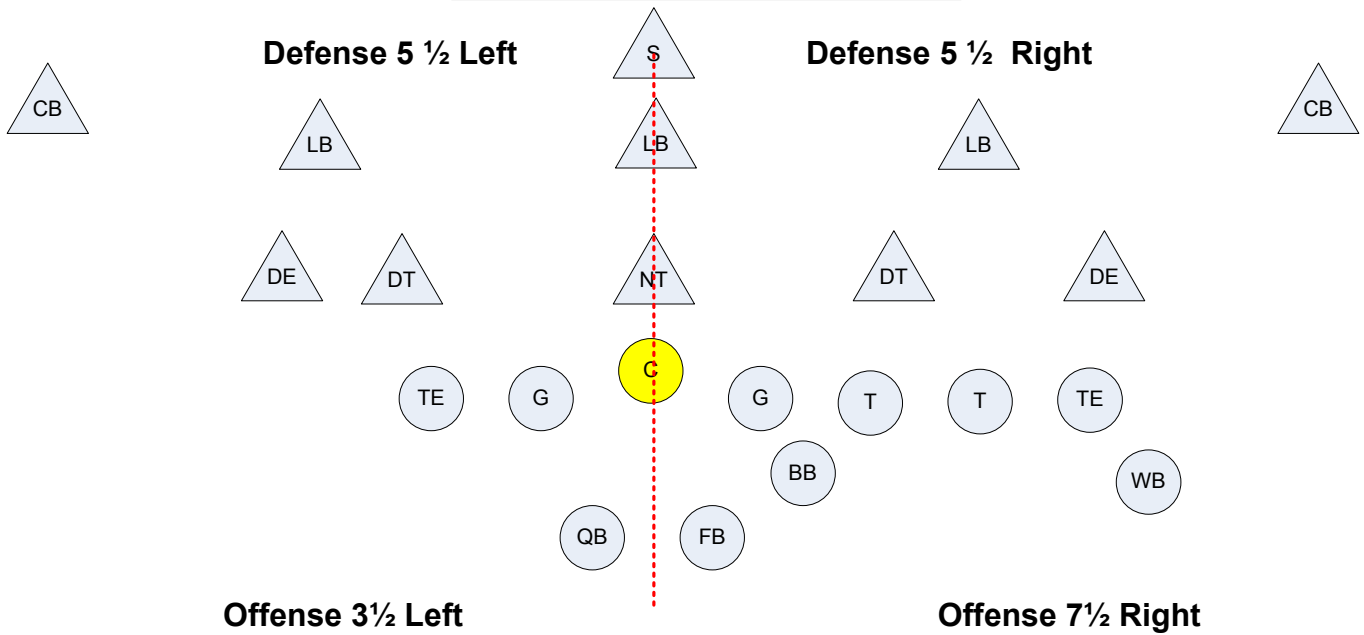 Defense 5 ½ Left S Defense 5 ½ Right
CB CB
LB LB LB
DE DT NT DT DE
C
TE G G T T TE
BB WB
QB FB
Offense 3½ Left Offense 7½ Right